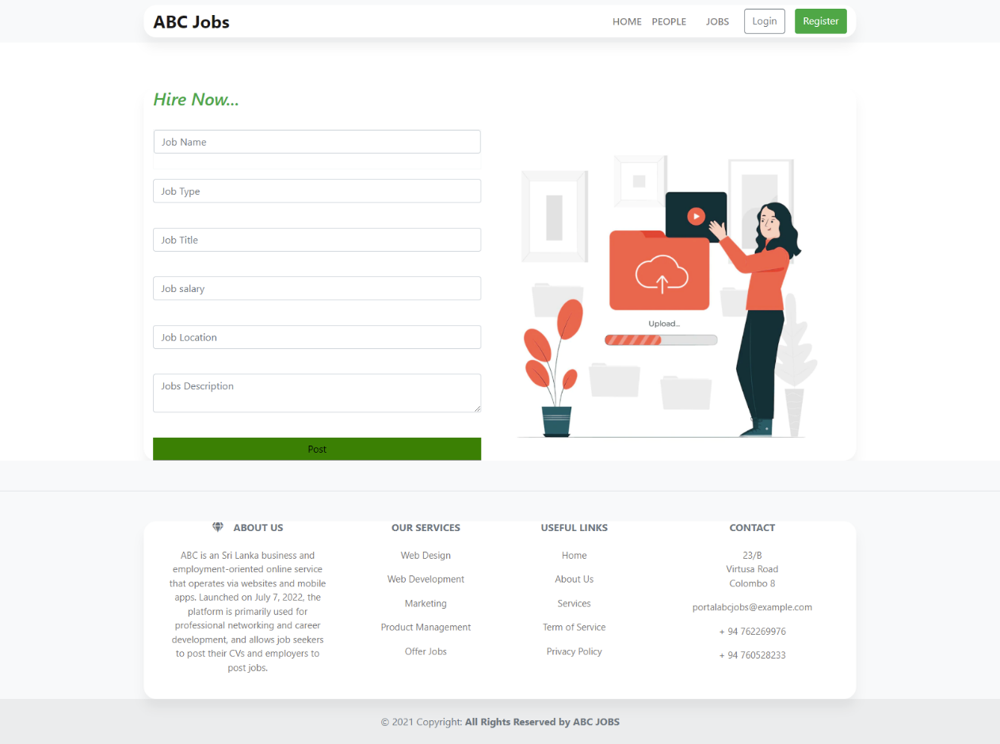 ABC Jobs
HOME PEOPLE JOBS Login Register
Hire Now...
Job Name
Job Type
Job Title
Job salary
Job Location
Jobs Description
Post
Upload...
ABOUT US
ABC is an Sri Lanka business and
employment-oriented online service
that operates via websites and mobile
apps. Launched on July 7, 2022, the
platform is primarily used for
professional networking and career
development, and allows job seekers
to post their CVs and employers to
post jobs.
OUR SERVICES
Web Design
Web Development
Marketing
Product Management
Offer Jobs
USEFUL LINKS
Home
About Us
Services
Term of Service
Privacy Policy
CONTACT
23/B
Virtusa Road
Colombo 8
portalabcjobs@example.com
+ 94 762269976
+ 94 760528233
© 2021 Copyright: All Rights Reserved by ABC JOBS